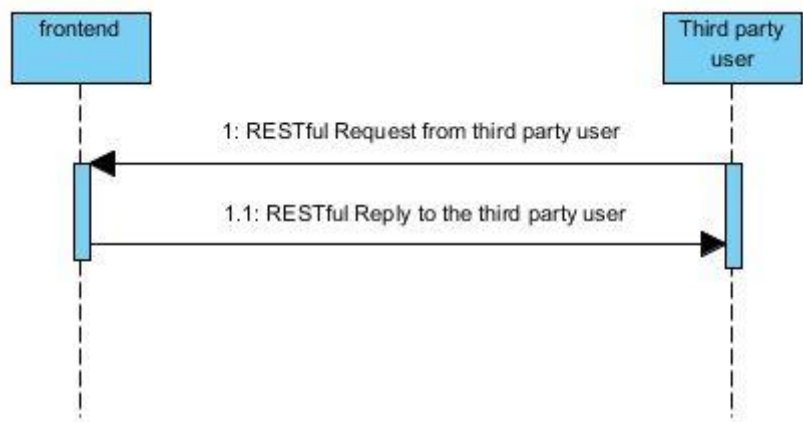 frontend
Third party
user
1: RESTful Request from third party user
1.1: RESTful Reply to the third party user